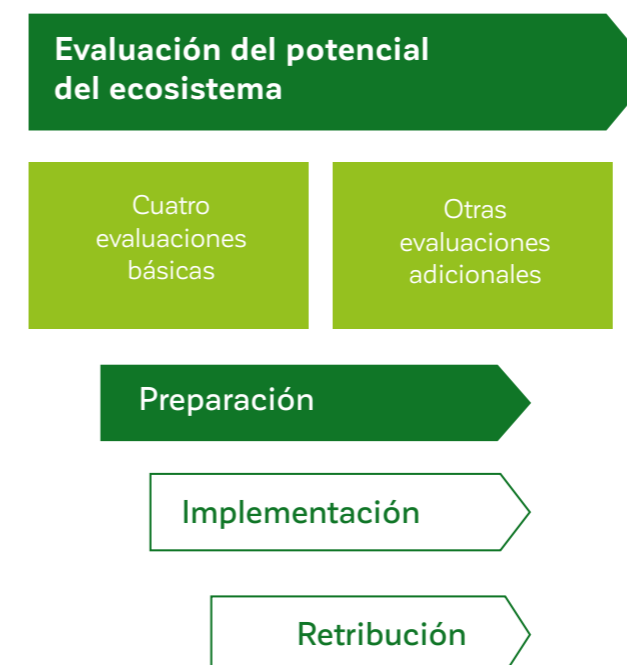 Evaluación del potencial
del ecosistema
Cuatro
evaluaciones
básicas
Otras
evaluaciones
adicionales
Preparación
Implementación
Retribución